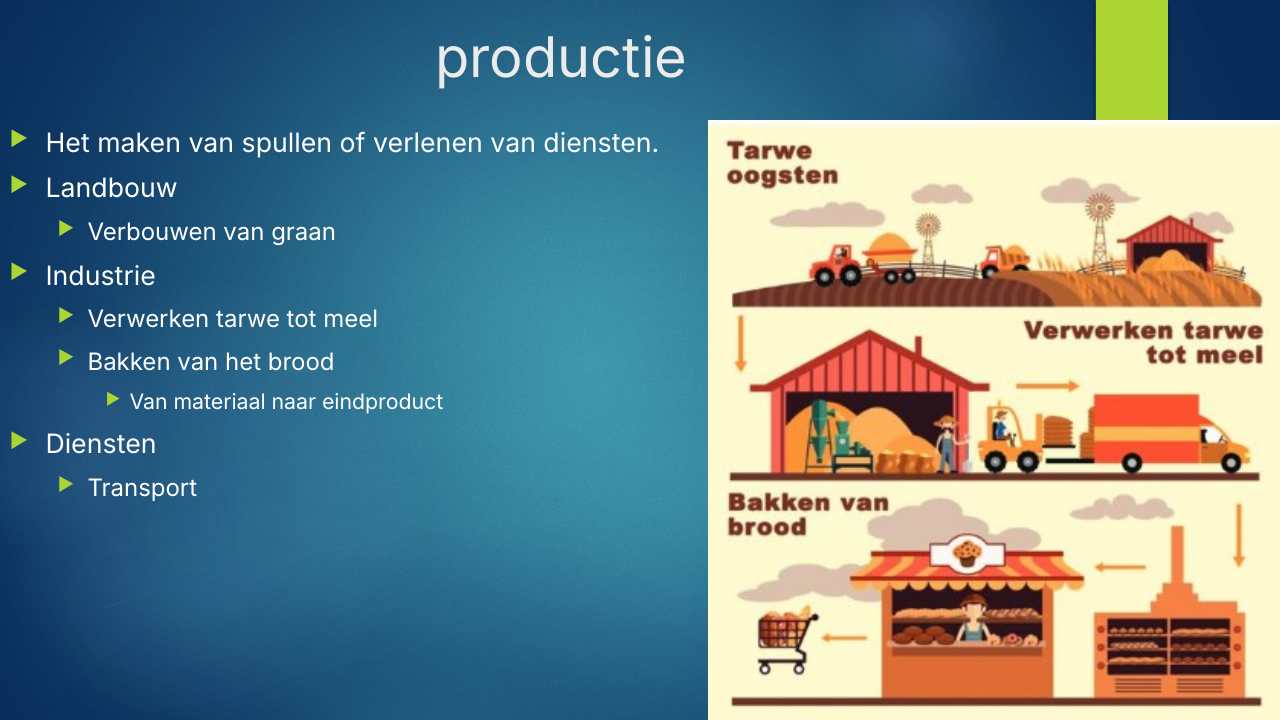 productie
Het maken van spullen of verlenen van diensten.
Landbouw
Verbouwen van graan
Industrie
Verwerken tarwe tot meel
Bakken van het brood
Van materiaal naar eindproduct
Diensten
Transport
Tarwe
oogsten
Verwerken tarwe
tot meel
Bakken van
brood